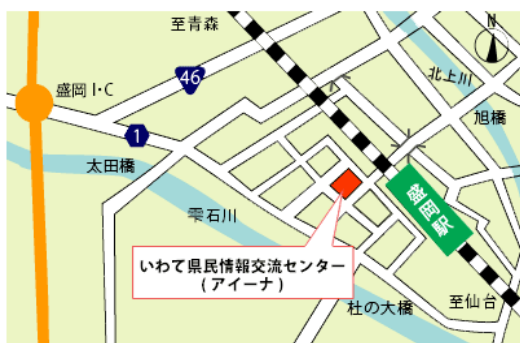 至青森
N
46
盛岡I・C
北上川
旭橋
1
太田橋
盛岡駅
雫石川
いわて県民情報交流センター
(アイーナ)
至仙台
杜の大橋